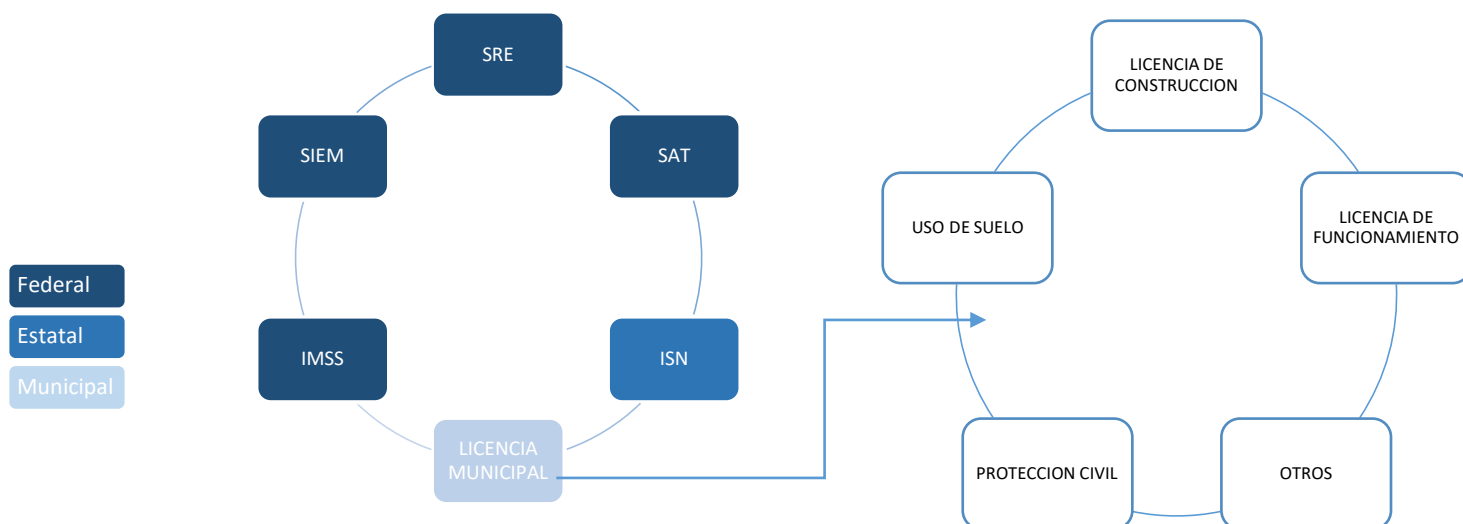 SRE
SIEM
SAT
IMSS
ISN
LICENCIA
MUNICIPAL
Federal
Estatal
Municipal
LICENCIA DE
CONSTRUCCION
USO DE SUELO
LICENCIA DE
FUNCIONAMIENTO
PROTECCION CIVIL
OTROS